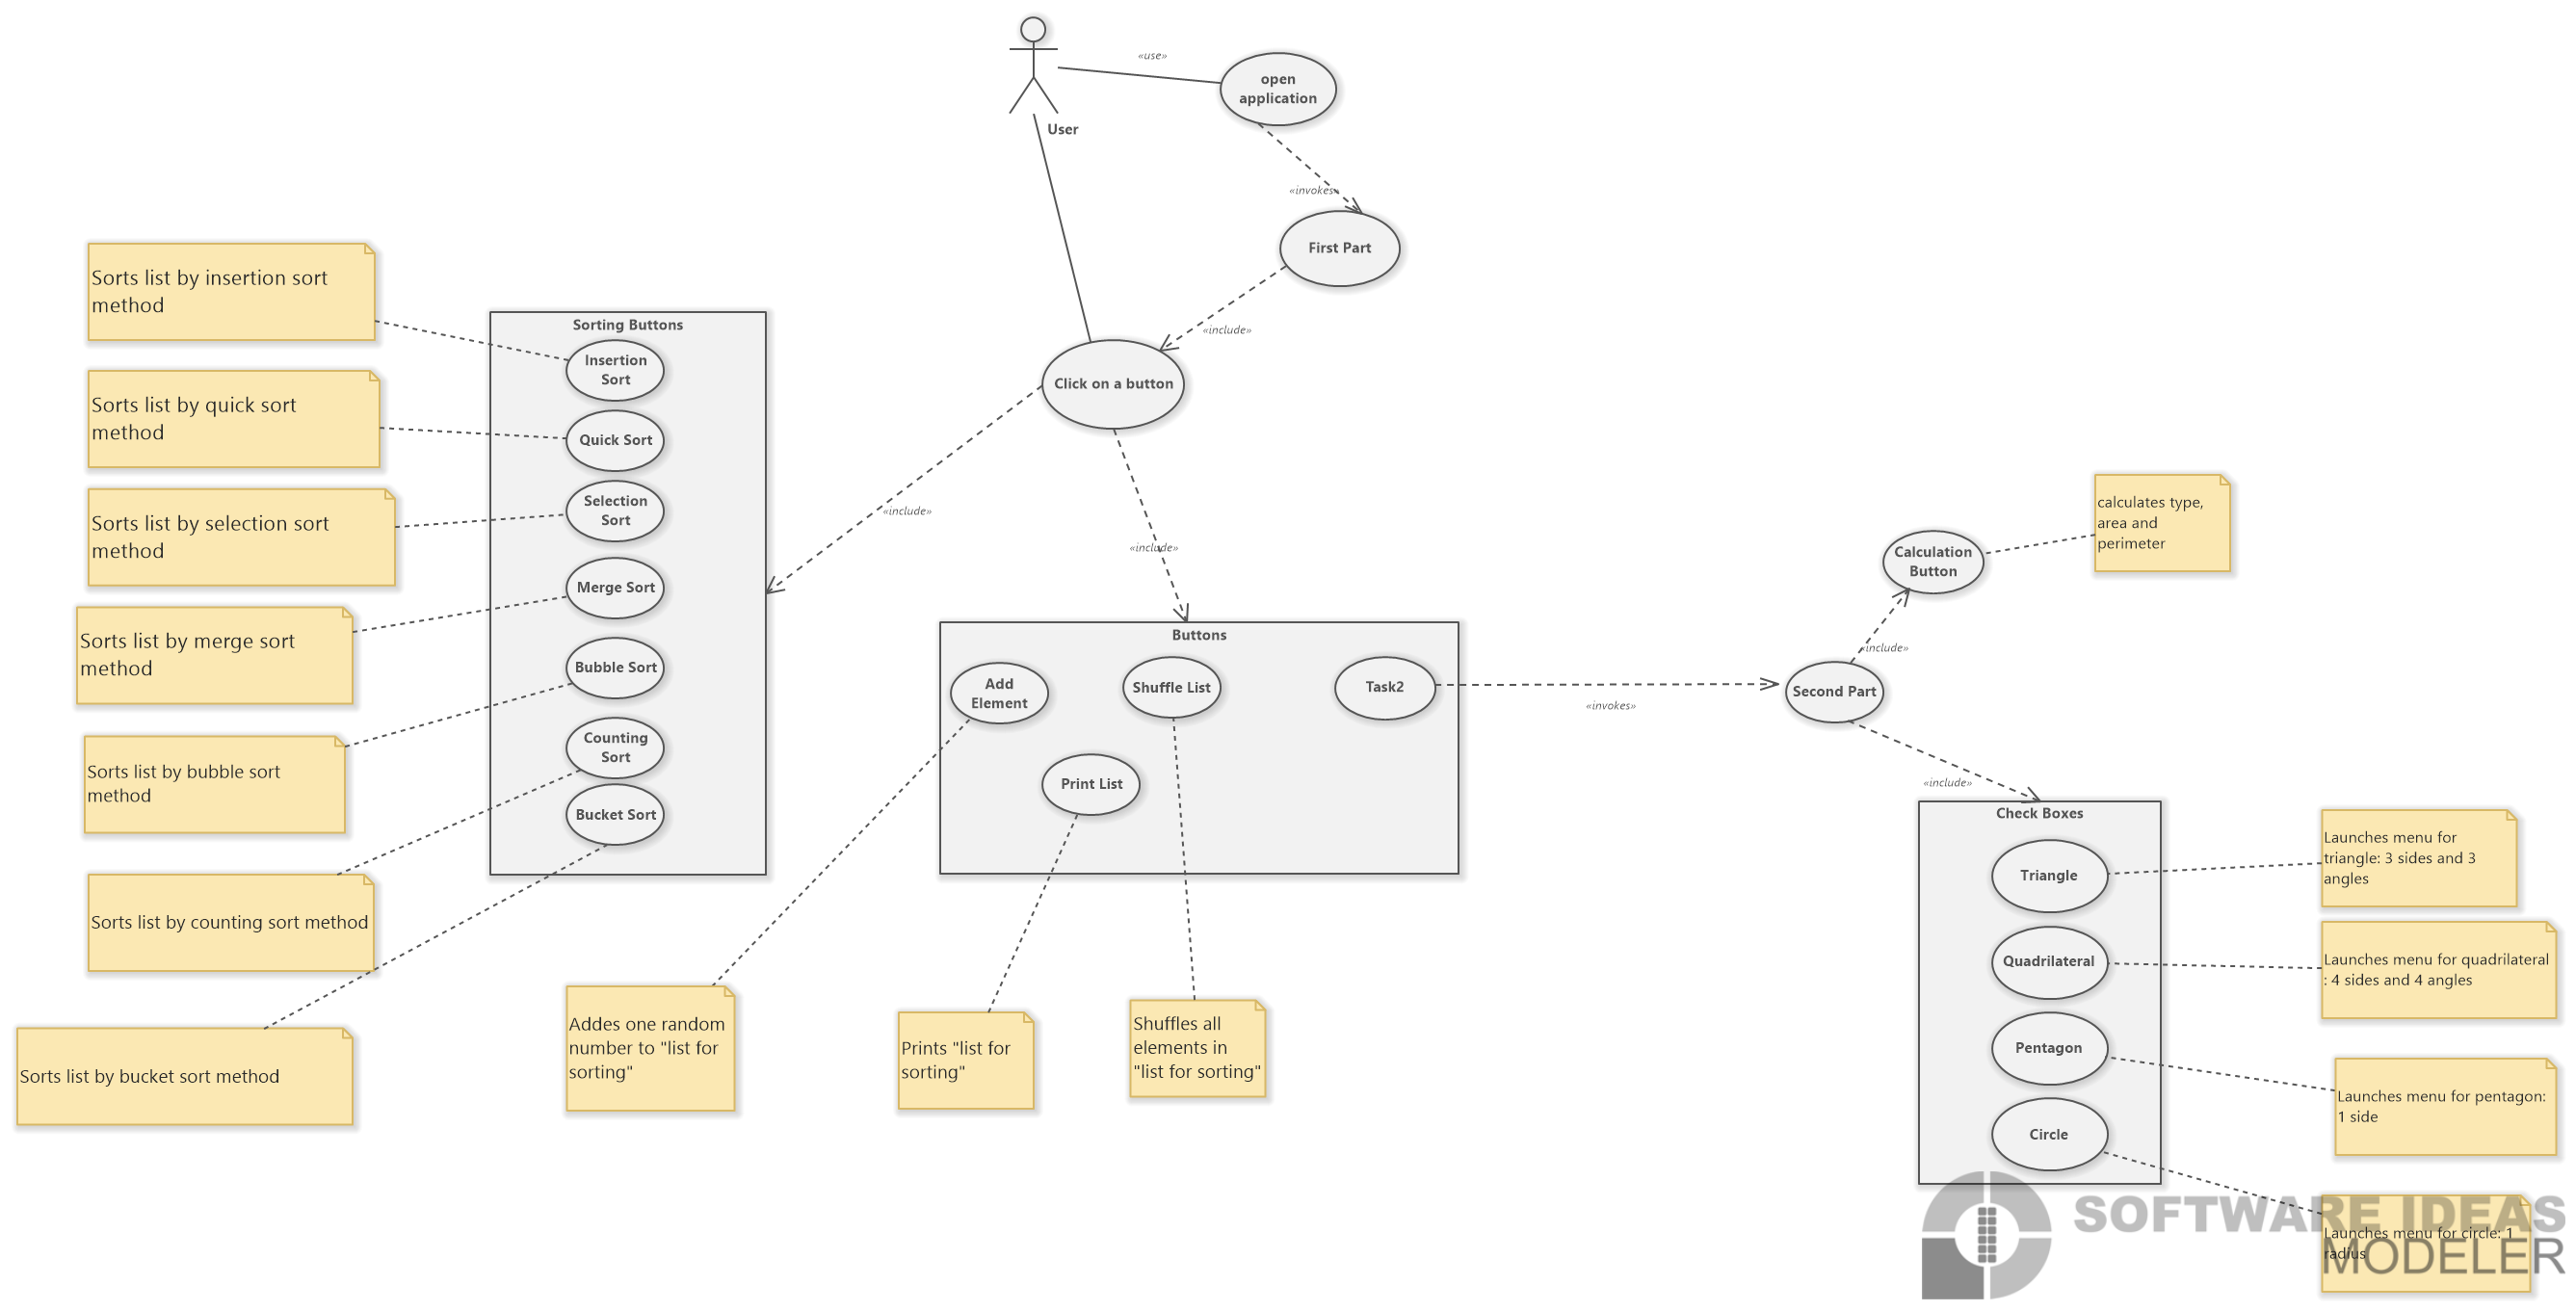 «use»
open
application
User
«invokes»
First Part
«include»
Click on a button
«include»
«include»
Sorts list by insertion sort
method
Sorts list by quick sort
method
Sorts list by selection sort
method
Sorts list by merge sort
method
Sorts list by bubble sort
method
Sorts list by counting sort method
Sorts list by bucket sort method
Sorting Buttons
Insertion
Sort
Quick Sort
Selection
Sort
Merge Sort
Bubble Sort
Counting
Sort
Bucket Sort
Buttons
Add
Element
Shuffle List
Task2
Print List
Addes one random
number to "list for
sorting"
Prints "list for
sorting"
Shuffles all
elements in
"list for sorting"
«invokes»
Second Part
«include»
Calculation
Button
calculates type,
area and
perimeter
«include»
Check Boxes
Triangle
Quadrilateral
Pentagon
Circle
Launches menu for
triangle: 3 sides and 3
angles
Launches menu for quadrilateral
: 4 sides and 4 angles
Launches menu for pentagon:
1 side
Launches menu for circle: 1
radius
SOFTWARE IDEAS
MODELER